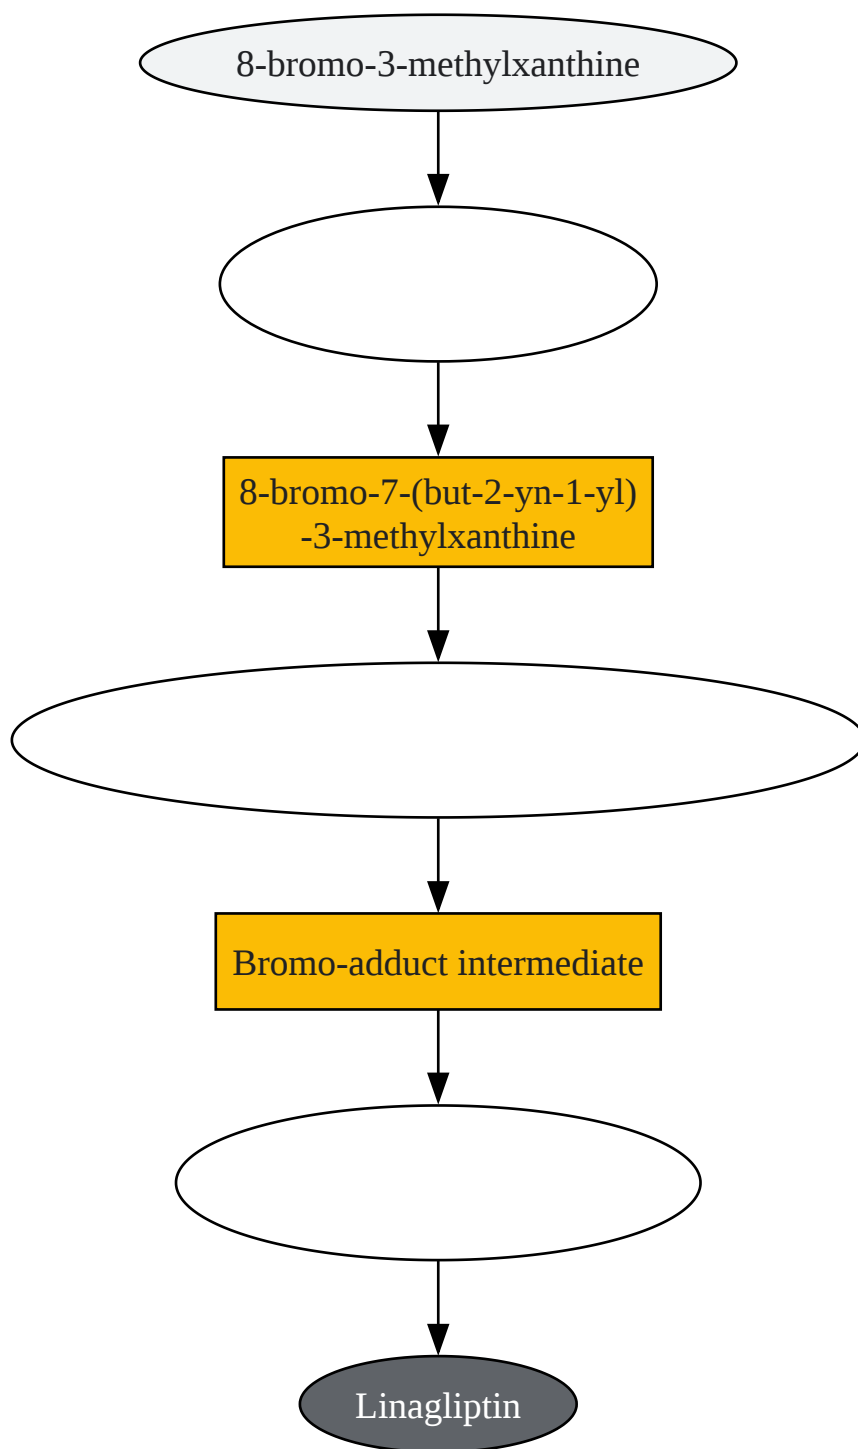 8-bromo-3-methylxanthine
8-bromo-7-(but-2-yn-1-yl)
-3-methylxanthine
Bromo-adduct intermediate
Linagliptin